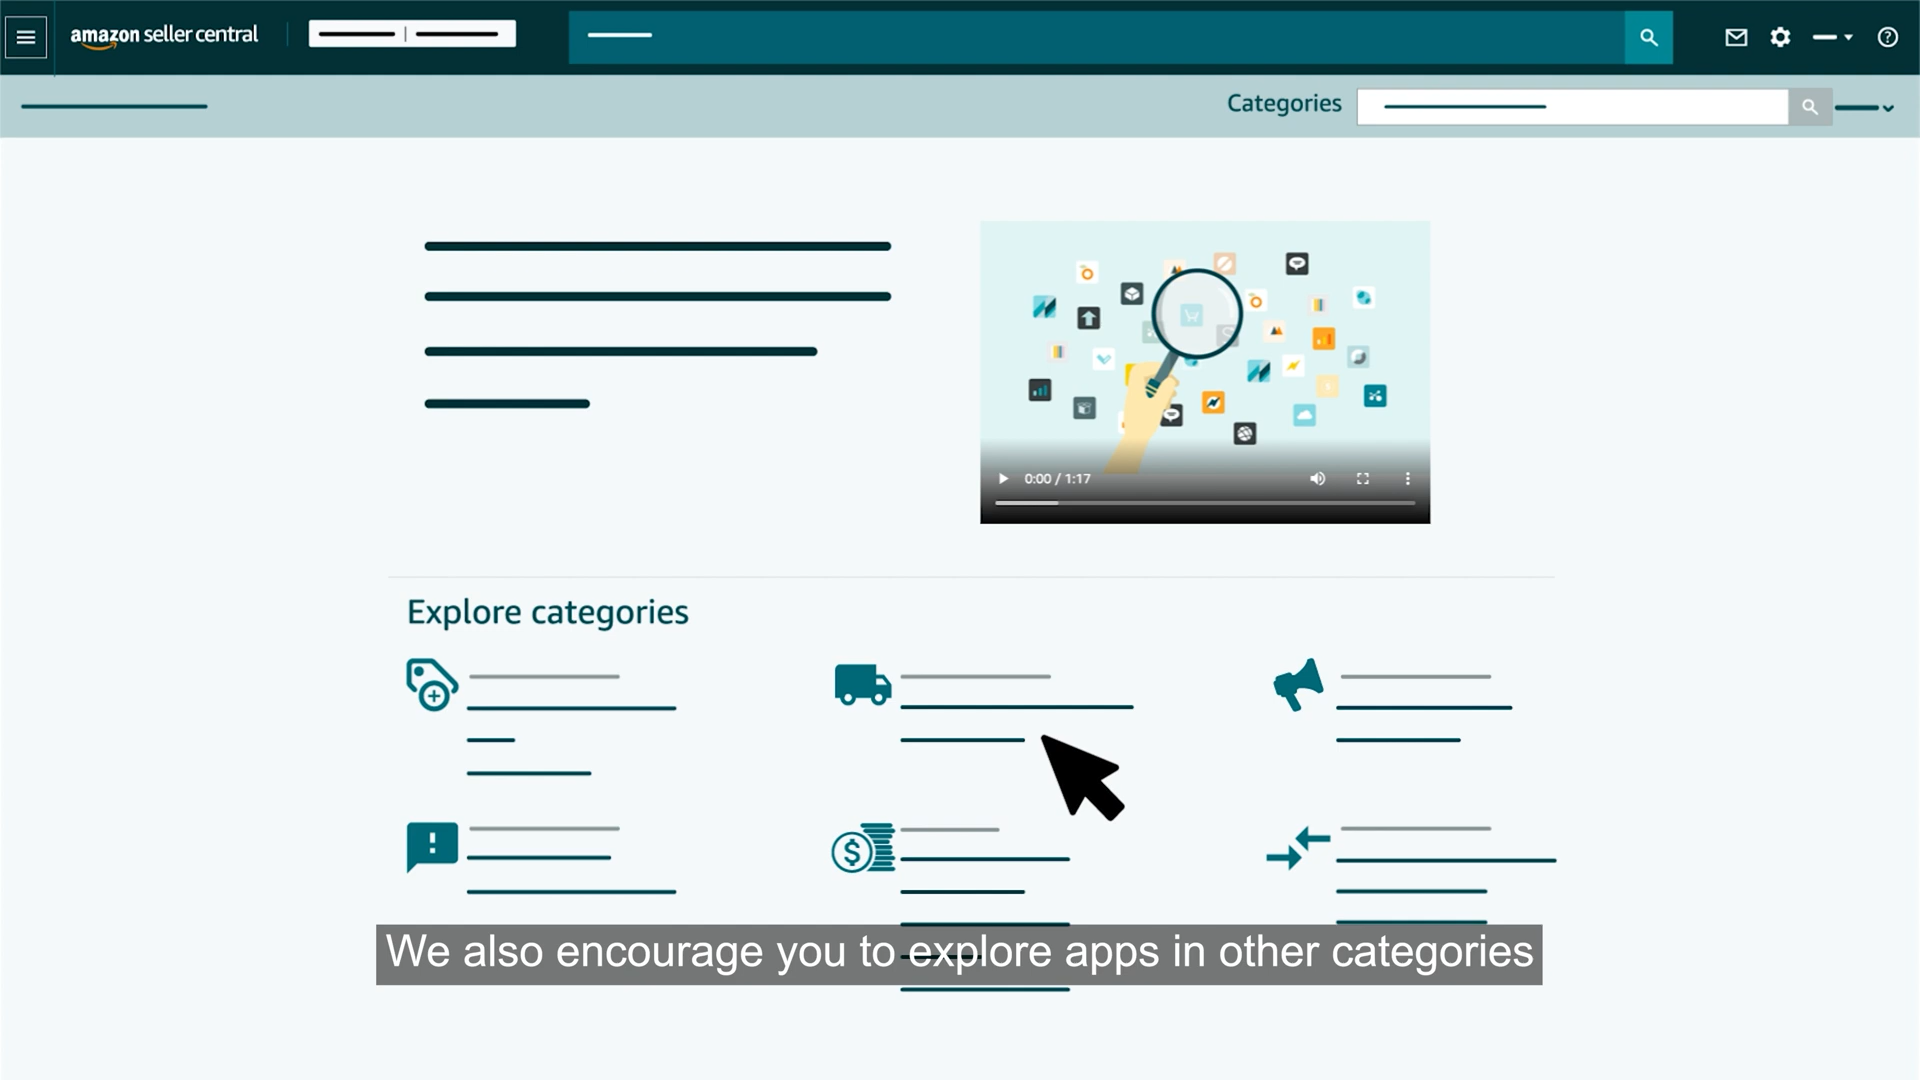 amazon seller central
Categories
0:00 / 1:17
Explore categories
We also encourage you to explore apps in other categories